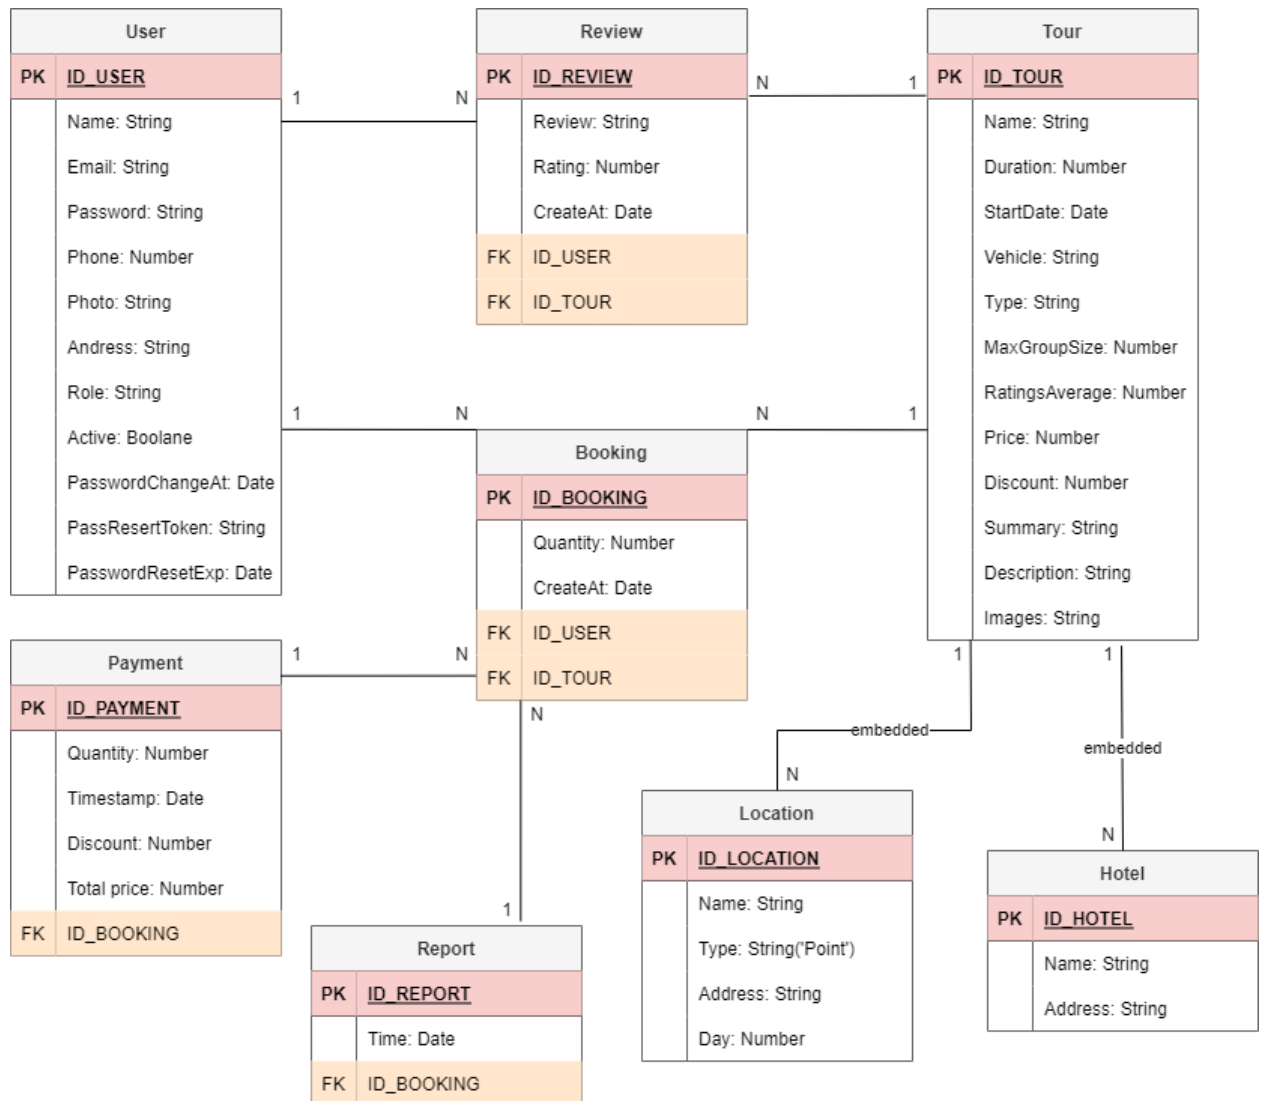 User
PK ID_USER
Name: String
Email: String
Password: String
Phone: Number
Photo: String
Andress: String
Role: String
Active: Boolane
PasswordChangeAt: Date
PassResertToken: String
PasswordResetExp: Date
1
N
Review
PK ID_REVIEW
Review: String
Rating: Number
CreateAt: Date
FK ID_USER
FK ID_TOUR
N
1
Tour
PK ID_TOUR
Name: String
Duration: Number
StartDate: Date
Vehicle: String
Type: String
MaxGroupSize: Number
RatingsAverage: Number
Price: Number
Discount: Number
Summary: String
Description: String
Images: String
1
N
N
1
Booking
PK ID_BOOKING
Quantity: Number
CreateAt: Date
FK ID_USER
FK ID_TOUR
1
N
Payment
PK ID_PAYMENT
Quantity: Number
Timestamp: Date
Discount: Number
Total price: Number
FK ID_BOOKING
N
1
Report
PK ID_REPORT
Time: Date
FK ID_BOOKING
1
embedded
N
Location
PK ID_LOCATION
Name: String
Type: String('Point')
Address: String
Day: Number
1
embedded
N
Hotel
PK ID_HOTEL
Name: String
Address: String